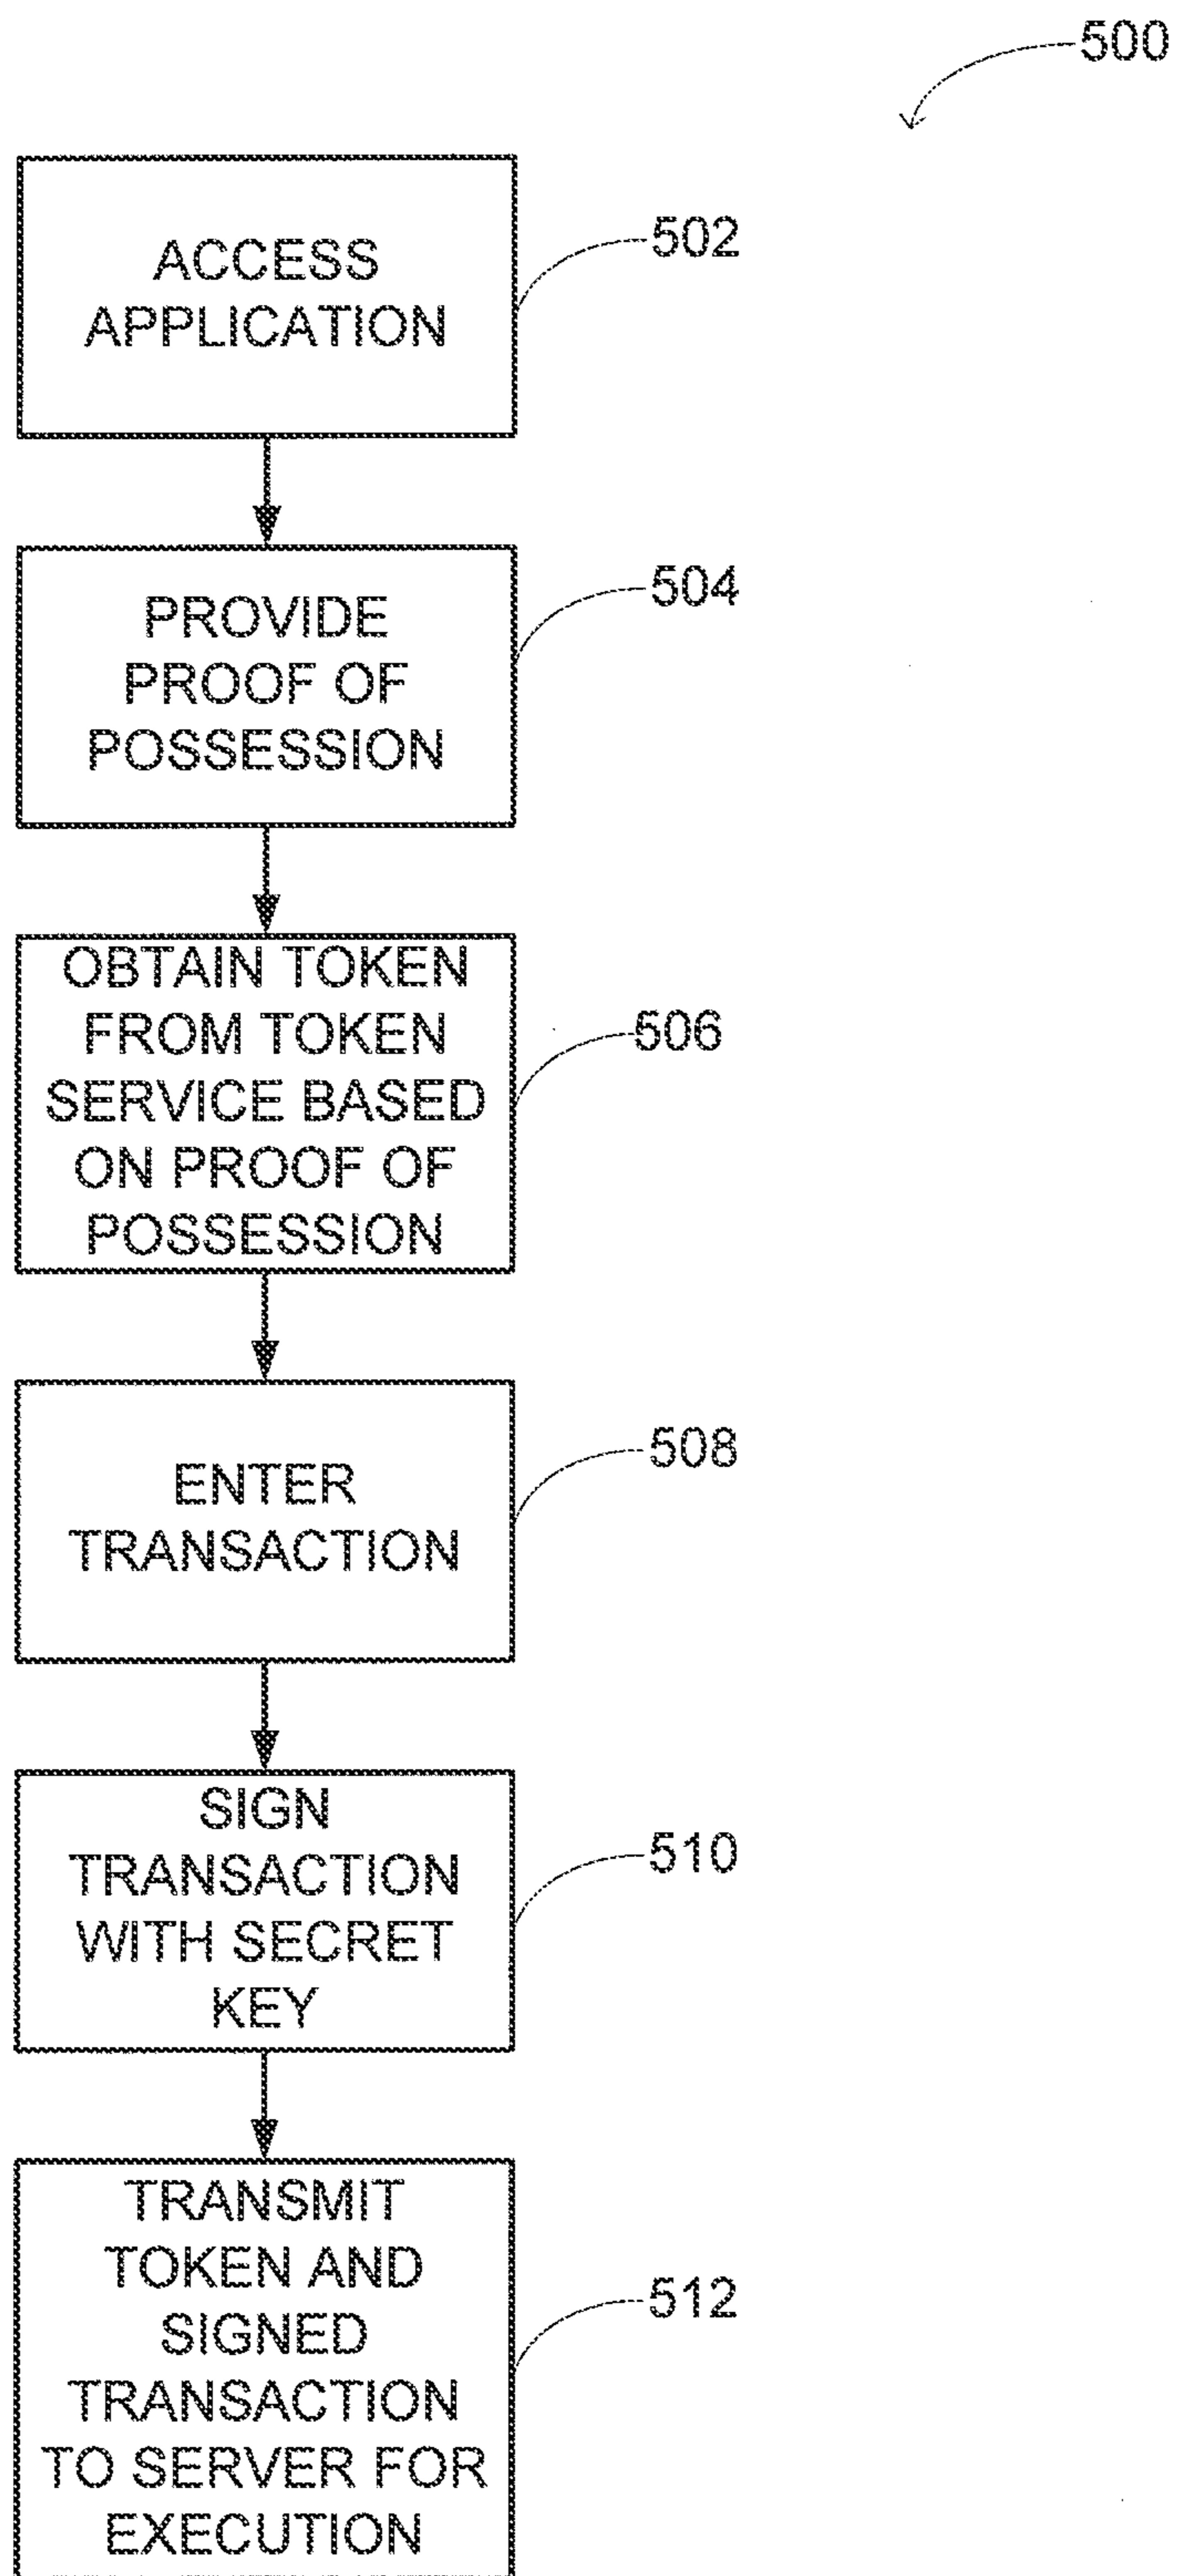 500
ACCESS
APPLICATION
502
PROVIDE
PROOF OF
POSSESSION
504
OBTAIN TOKEN
FROM TOKEN
SERVICE BASED
ON PROOF OF
POSSESSION
506
ENTER
TRANSACTION
508
SIGN
TRANSACTION
WITH SECRET
KEY
510
TRANSMIT
TOKEN AND
SIGNED
TRANSACTION
TO SERVER FOR
EXECUTION
512